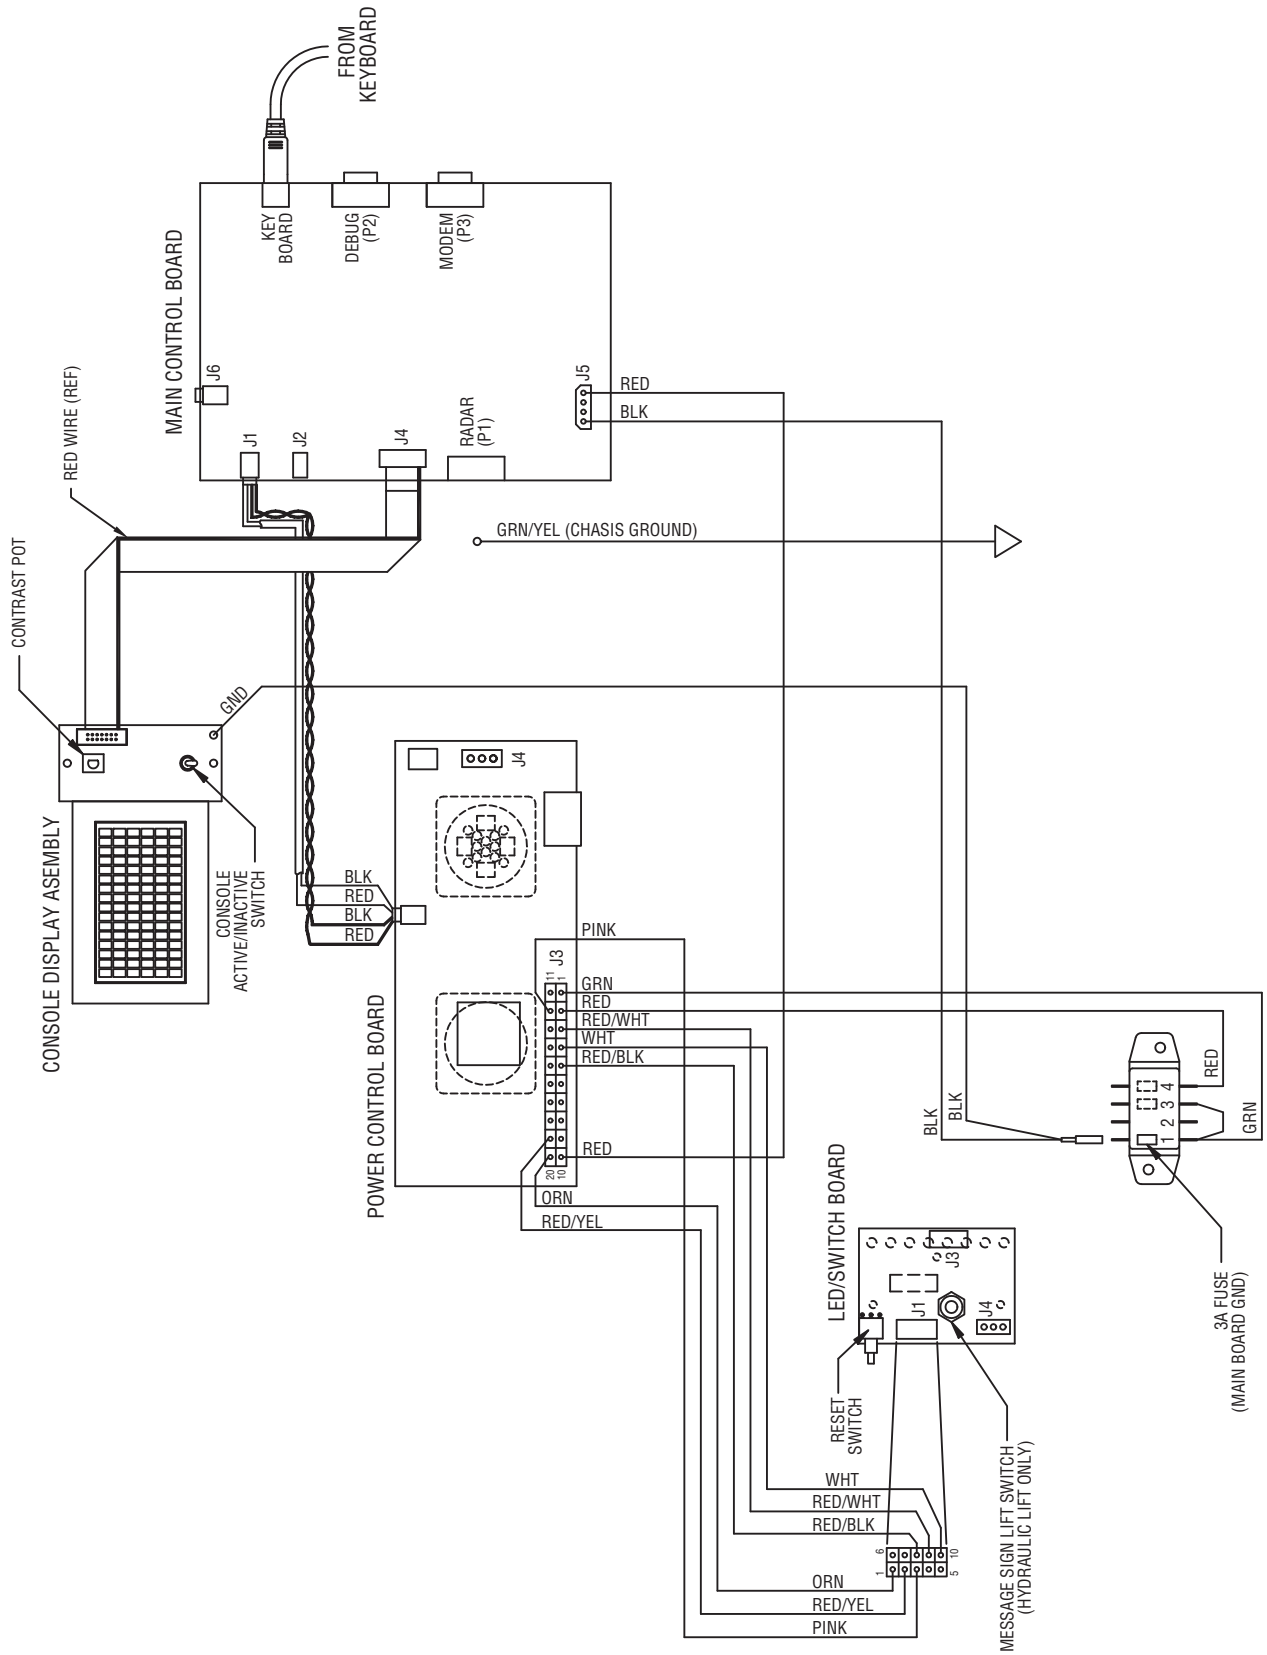 FROM
KEYBOARD
KEY
BOARD
DEBUG
(P2)
MODEM
(P3)
MAIN CONTROL BOARD
J6
RED WIRE (REF)
J1
J2
J4
RADAR
(P1)
J5
RED
BLK
CONTRAST POT
GRN/YEL (CHASIS GROUND)
GND
D
CONSOLE DISPLAY ASEMBLY
CONSOLE
ACTIVE/INACTIVE
SWITCH
BLK
RED
BLK
RED
J4
PINK
J3
11
1
GRN
RED
RED/WHT
WHT
RED/BLK
POWER CONTROL BOARD
20
10
RED
ORN
RED/YEL
BLK
BLK
RED
1 2 3 4
GRN
3A FUSE
(MAIN BOARD GND)
LED/SWITCH BOARD
J3
J1
J4
RESET
SWITCH
MESSAGE SIGN LIFT SWITCH
(HYDRAULIC LIFT ONLY)
WHT
RED/WHT
RED/BLK
6
10
1
5
ORN
RED/YEL
PINK